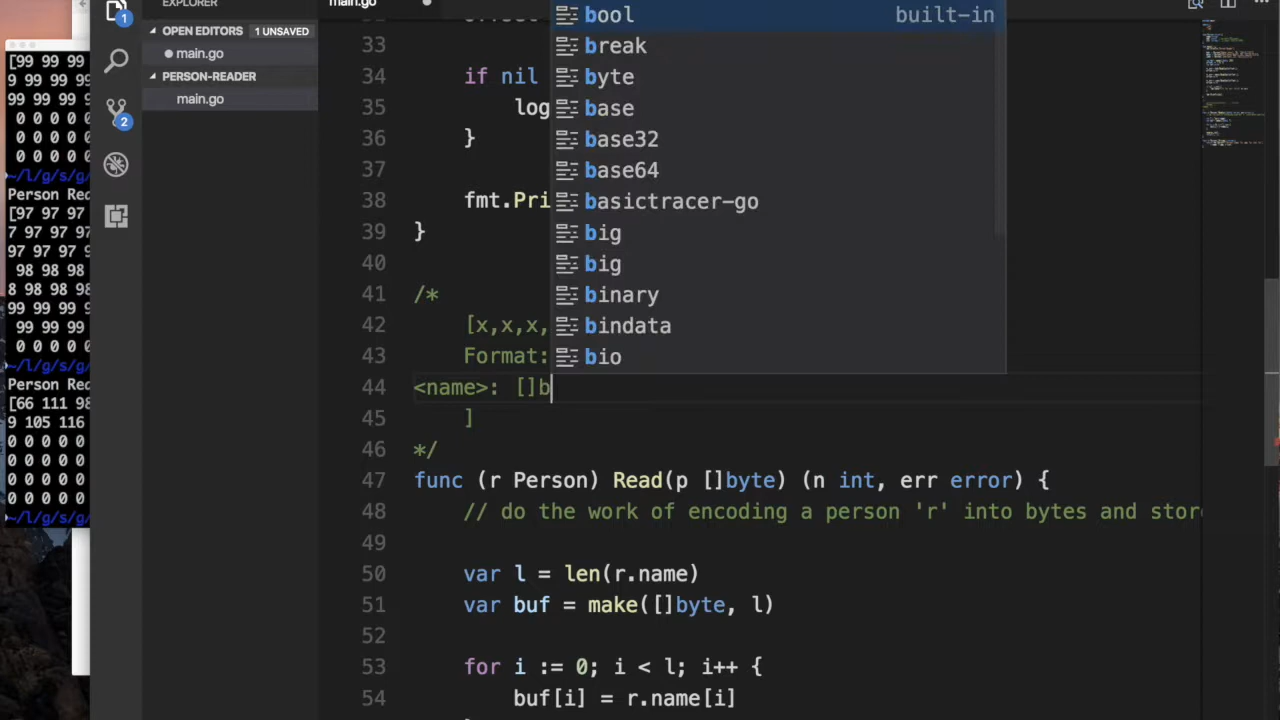 EXPLORER
OPEN EDITORS 1 UNSAVED
main.go
PERSON-READER
main.go
1
2
main.go
[99 99 99
9 99 99 9
99 99 99
0 0 0 0 0
0 0 0 0 0
0 0 0 0 0
~/l/g/s/g/
Person Rea
[97 97 97
7 97 97 9
97 97 97
98 98 98
8 98 98 9
99 99 99
99 99 99
0 0 0 0 0
~/l/g/s/g/
Person Rea
[66 111 98
9 105 116
0 0 0 0 0
0 0 0 0 0
0 0 0 0 0
0 0 0 0 0
~/l/g/s/g/
33
34 if nil
35 log
36 }
37
38 fmt.Pri
39 }
40
41 /*
42 [x,x,x,
43 Format:
44 <name>: []b
45 ]
46 */
47 func (r Person) Read(p []byte) (n int, err error) {
48 // do the work of encoding a person 'r' into bytes and stor
49
50 var l = len(r.name)
51 var buf = make([]byte, l)
52
53 for i := 0; i < l; i++ {
54 buf[i] = r.name[i]
bool built-in
break
byte
base
base32
base64
basictracer-go
big
big
binary
bindata
bio